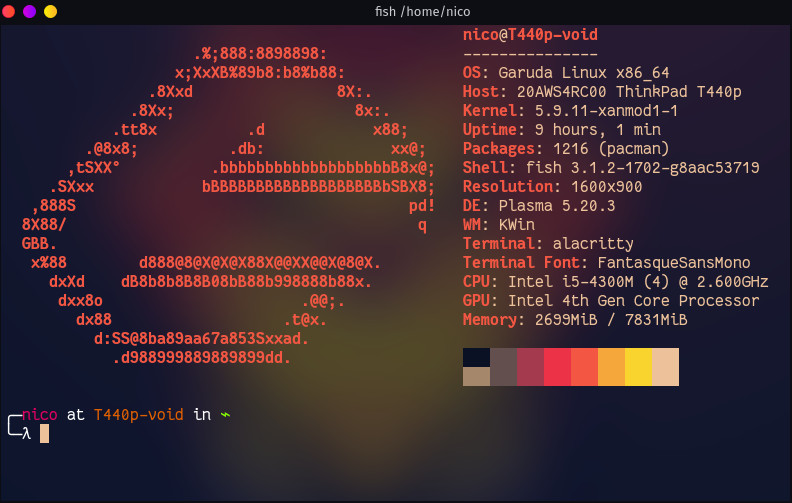 fish /home/nico
nico@T440p-void
---------------
.%;888:8898898:
x;XxXB%89b8:b8%b88:
.8Xxd 8X:.
.8Xx; 8x:.
.tt8x .d x88;
.@8x8; .db: xx@;
,tSXX° .bbbbbbbbbbbbbbbbbbbB8x@;
.SXxx bBBBBBBBBBBBBBBBBBBBbSBX8;
,888S pd!
8X88/ q
GBB.
x%88 d888@8@X@X@X88X@@XX@@X@8@X.
dxXd dB8b8b8B8B08bB88b998888b88x.
dxx8o .@@;.
dx88 .t@x.
d:SS@8ba89aa67a853Sxxad.
.d988999889889899dd.
OS: Garuda Linux x86_64
Host: 20AWS4RC00 ThinkPad T440p
Kernel: 5.9.11-xanmod1-1
Uptime: 9 hours, 1 min
Packages: 1216 (pacman)
Shell: fish 3.1.2-1702-g8aac53719
Resolution: 1600x900
DE: Plasma 5.20.3
WM: KWin
Terminal: alacritty
Terminal Font: FantasqueSansMono
CPU: Intel i5-4300M (4) @ 2.600GHz
GPU: Intel 4th Gen Core Processor
Memory: 2699MiB / 7831MiB
╭─nico at T440p-void in ~
╰─λ